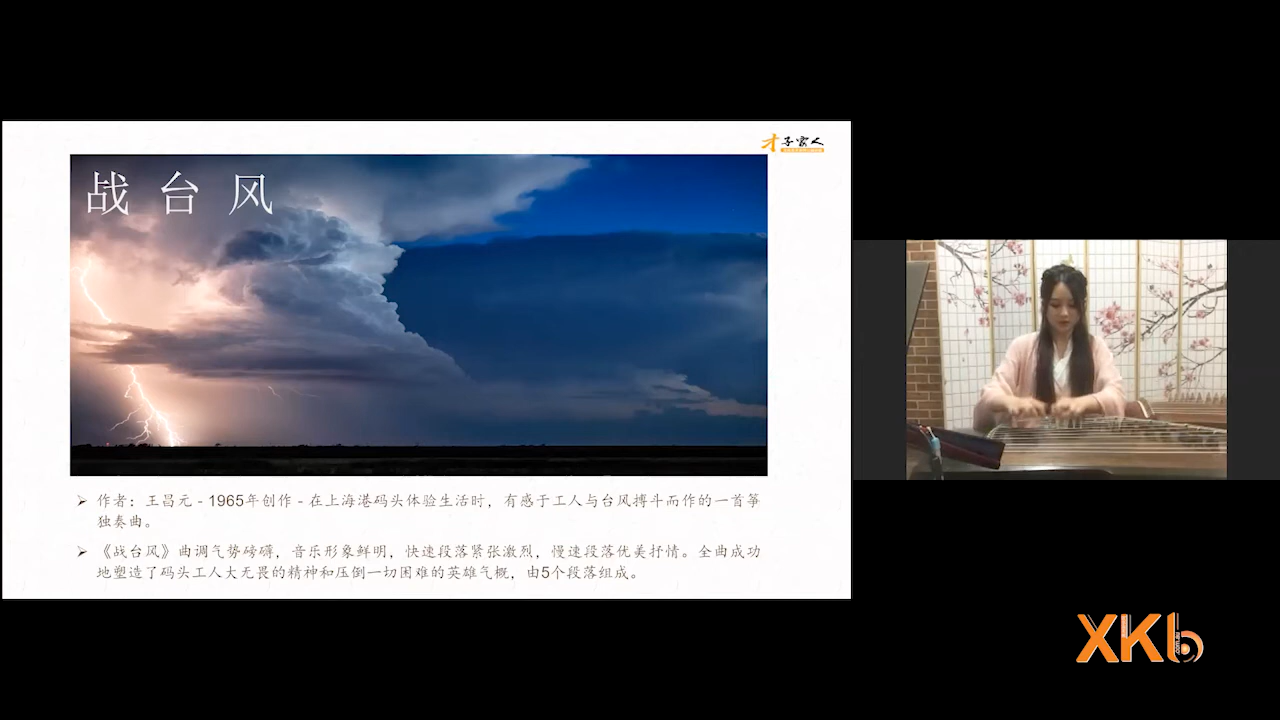 才子雲人
战 台 风
作者：王昌元 - 1965年创作 - 在上海港码头体验生活时，有感于工人与台风搏斗而作的一首筝
独奏曲。
《战台风》曲调气势磅礴，音乐形象鲜明，快速段落紧张激烈，慢速段落优美抒情。全曲成功
地塑造了码头工人大无畏的精神和压倒一切困难的英雄气概，由5个段落组成。
XKb